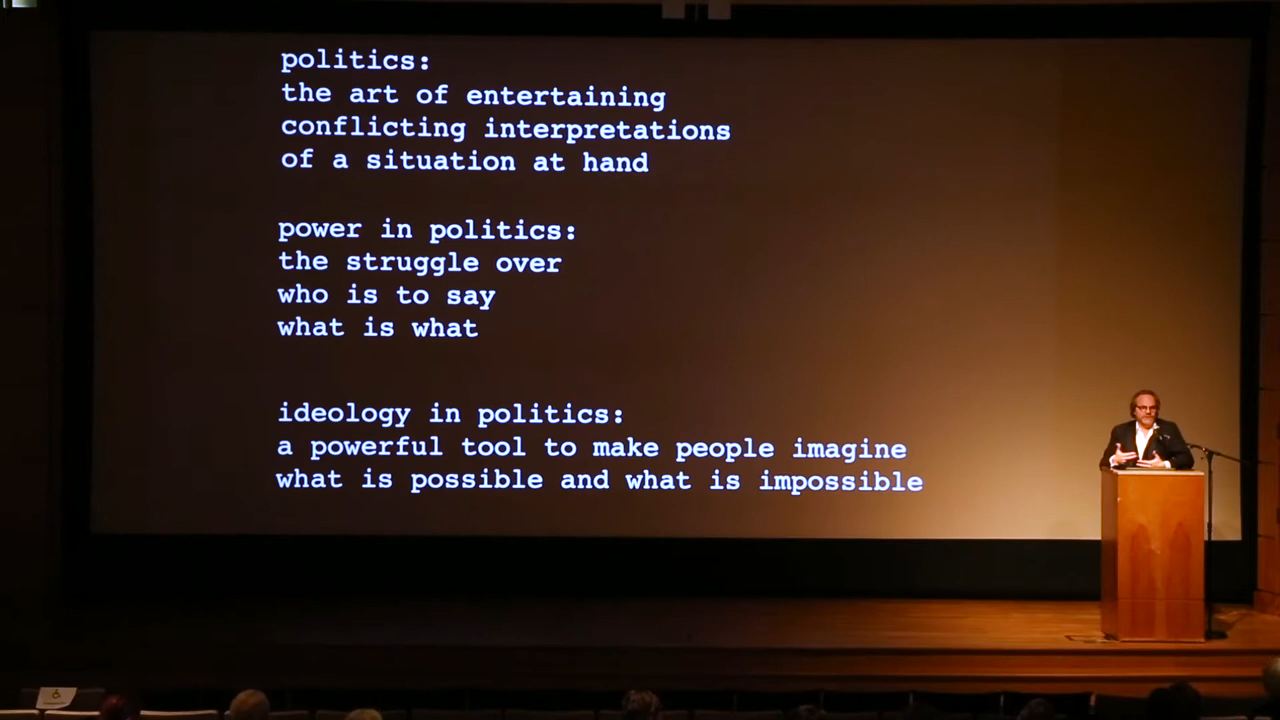 politics:
the art of entertaining
conflicting interpretations
of a situation at hand
power in politics:
the struggle over
who is to say
what is what
ideology in politics:
a powerful tool to make people imagine
what is possible and what is impossible